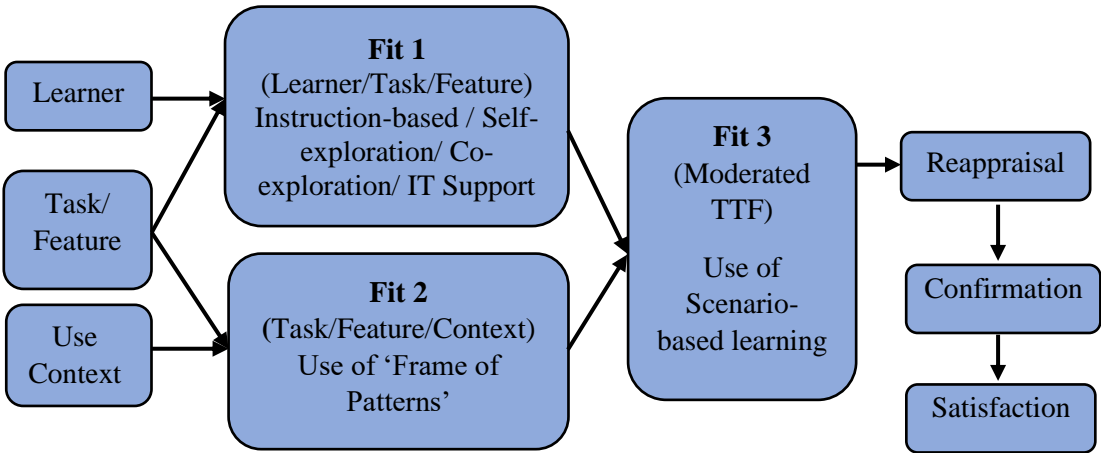 Learner
Task/
Feature
Use
Context
Fit 1
(Learner/Task/Feature)
Instruction-based / Self-
exploration/ Co-
exploration/ IT Support
Fit 2
(Task/Feature/Context)
Use of ‘Frame of
Patterns’
Fit 3
(Moderated
TTF)
Use of
Scenario-
based learning
Reappraisal
Confirmation
Satisfaction